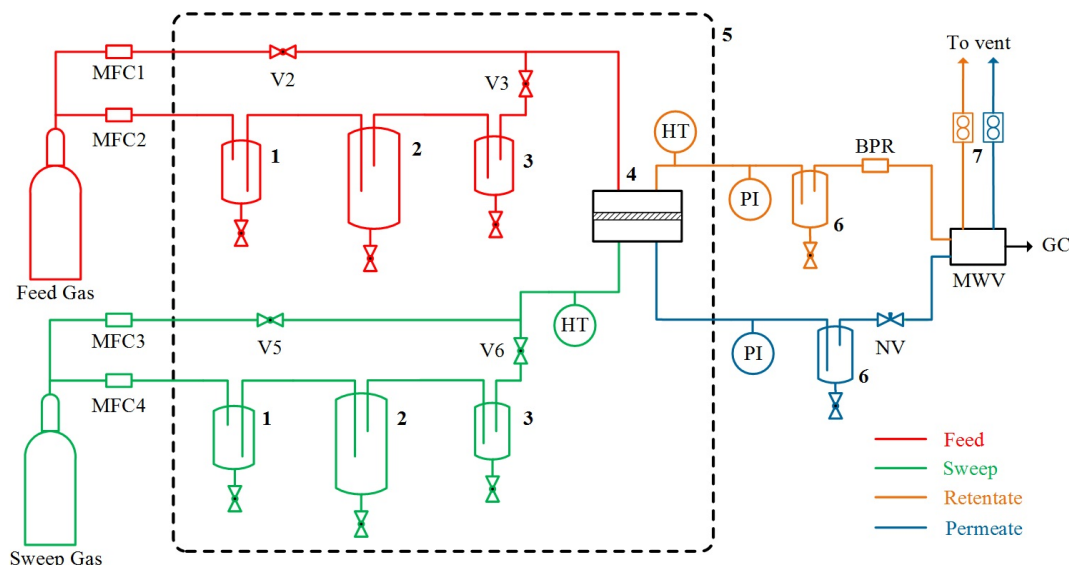 MFC1
V2
V3
5
To vent
MFC2
1
2
3
4
HT
BPR
7
PI
6
GC
MWV
Feed Gas
MFC3
V5
HT
V6
PI
NV
6
MFC4
1
2
3
Feed
Sweep
Retentate
Permeate
Sweep Gas